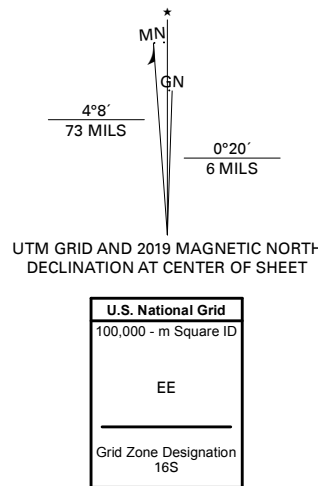 ★
MN
GN
4°8´
73 MILS
0°20´
6 MILS
UTM GRID AND 2019 MAGNETIC NORTH
DECLINATION AT CENTER OF SHEET
U.S. National Grid
100,000 - m Square ID
EE
Grid Zone Designation
16S